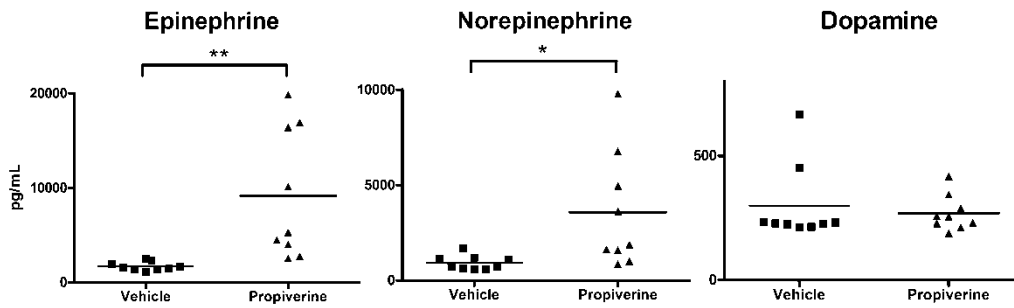 Epinephrine
**
pg/mL
20000
10000
0
Vehicle
Propiverine
Norepinephrine
*
10000
5000
0
Vehicle
Propiverine
Dopamine
500
0
Vehicle
Propiverine